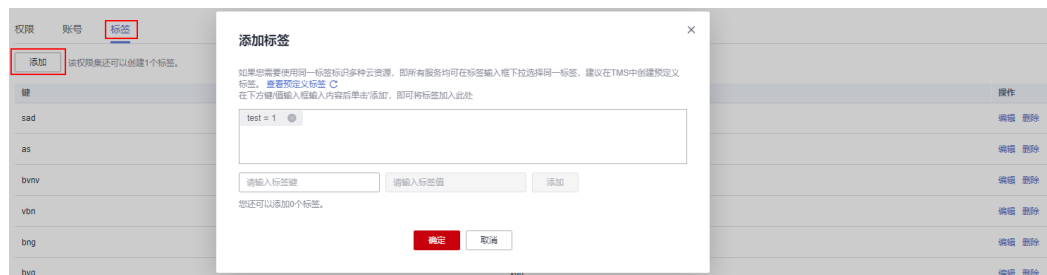 权限 账号 标签
添加 该权限集还可以创建1个标签。
键 操作
sad 编辑 删除
as 编辑 删除
bvnv 编辑 删除
vbn 编辑 删除
bng 编辑 删除
bvg 编辑 删除
添加标签
如果您需要使用同一标签标识多种云资源，即所有服务均可在标签输入框下拉选择同一标签，建议在TMS中创建预定义
标签。 查看预定义标签
在下方键/值输入框输入内容后单击'添加'，即可将标签加入此处
test = 1
请输入标签键 请输入标签值 添加
您还可以添加0个标签。
确定 取消